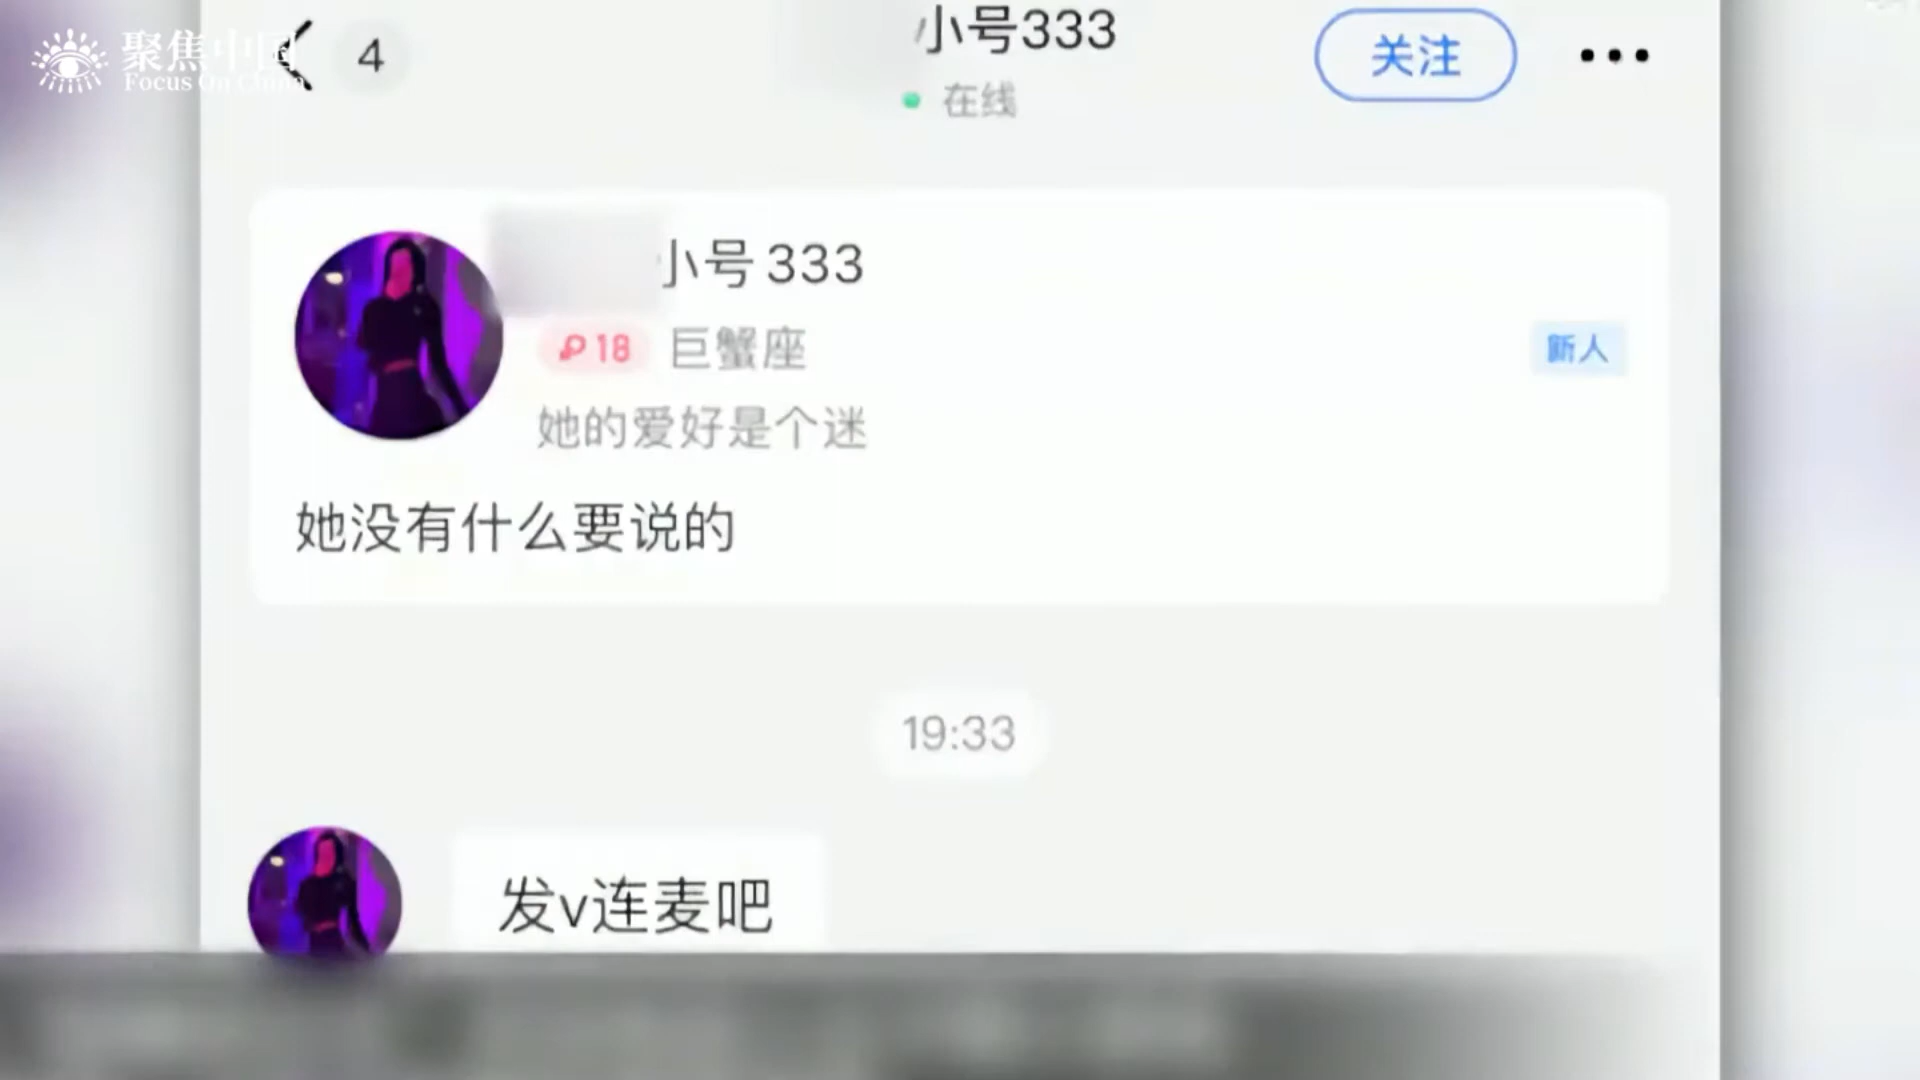 聚焦中国
Focus On China
4
小号333
在线
关注
小号333
18
巨蟹座
新人
她的爱好是个迷
她没有什么要说的
19:33
发v连麦吧